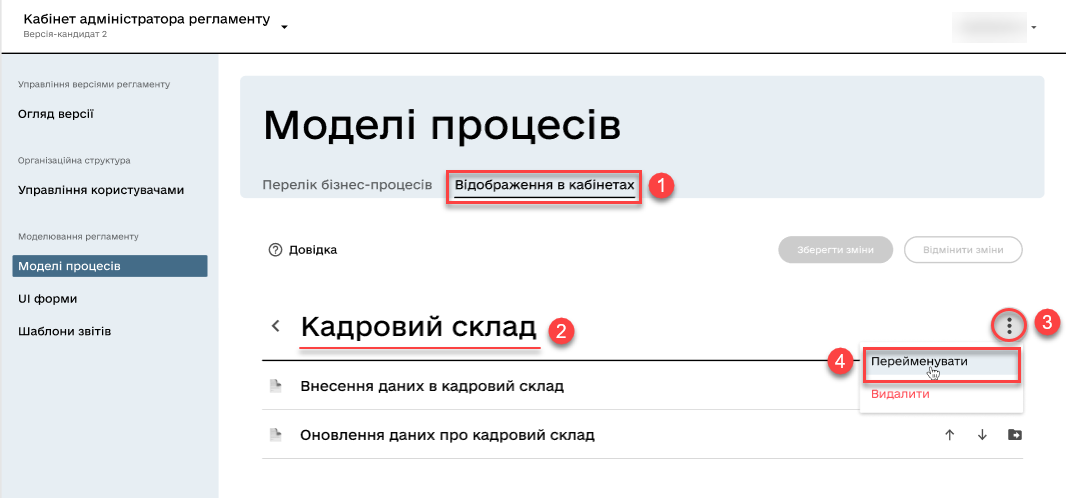 Кабінет адміністратора регламенту
Версія-кандидат 2
Управління версіями регламенту
Огляд версії
Організаційна структура
Управління користувачами
Моделювання регламенту
Моделі процесів
UI форми
Шаблони звітів
Моделі процесів
Перелік бізнес-процесів Відображення в кабінетах 1
Довідка Зберегти зміни Відмінити зміни
Кадровий склад 2 3
4 Перейменувати
Внесення даних в кадровий склад
Видалити
Оновлення даних про кадровий склад